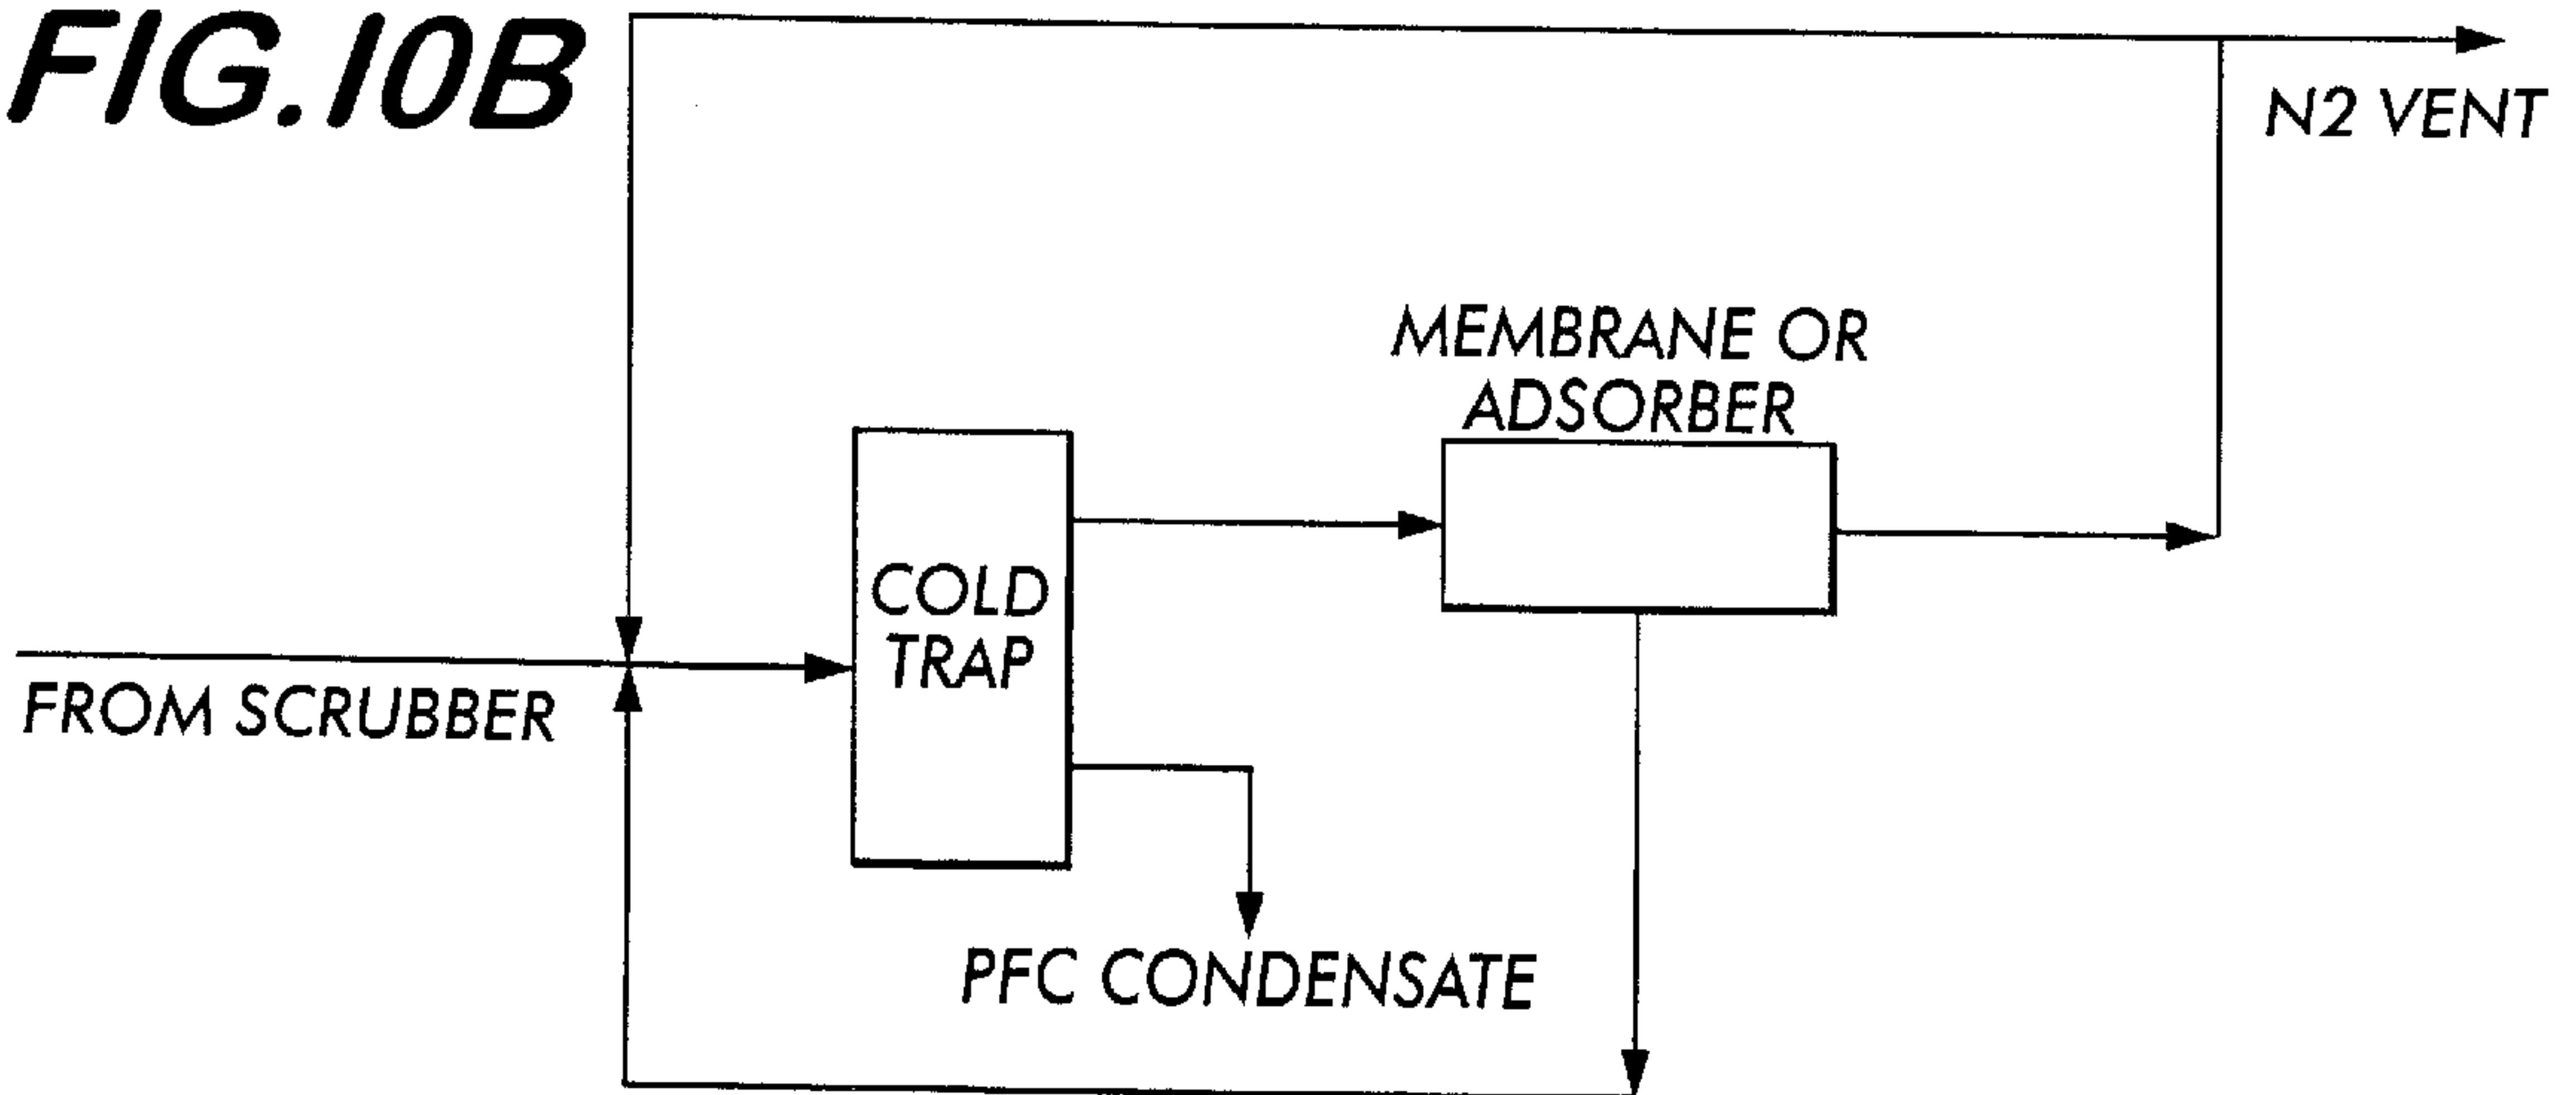 FIG. 10B
N2 VENT
MEMBRANE OR
ADSORBER
COLD
TRAP
FROM SCRUBBER
PFC CONDENSATE